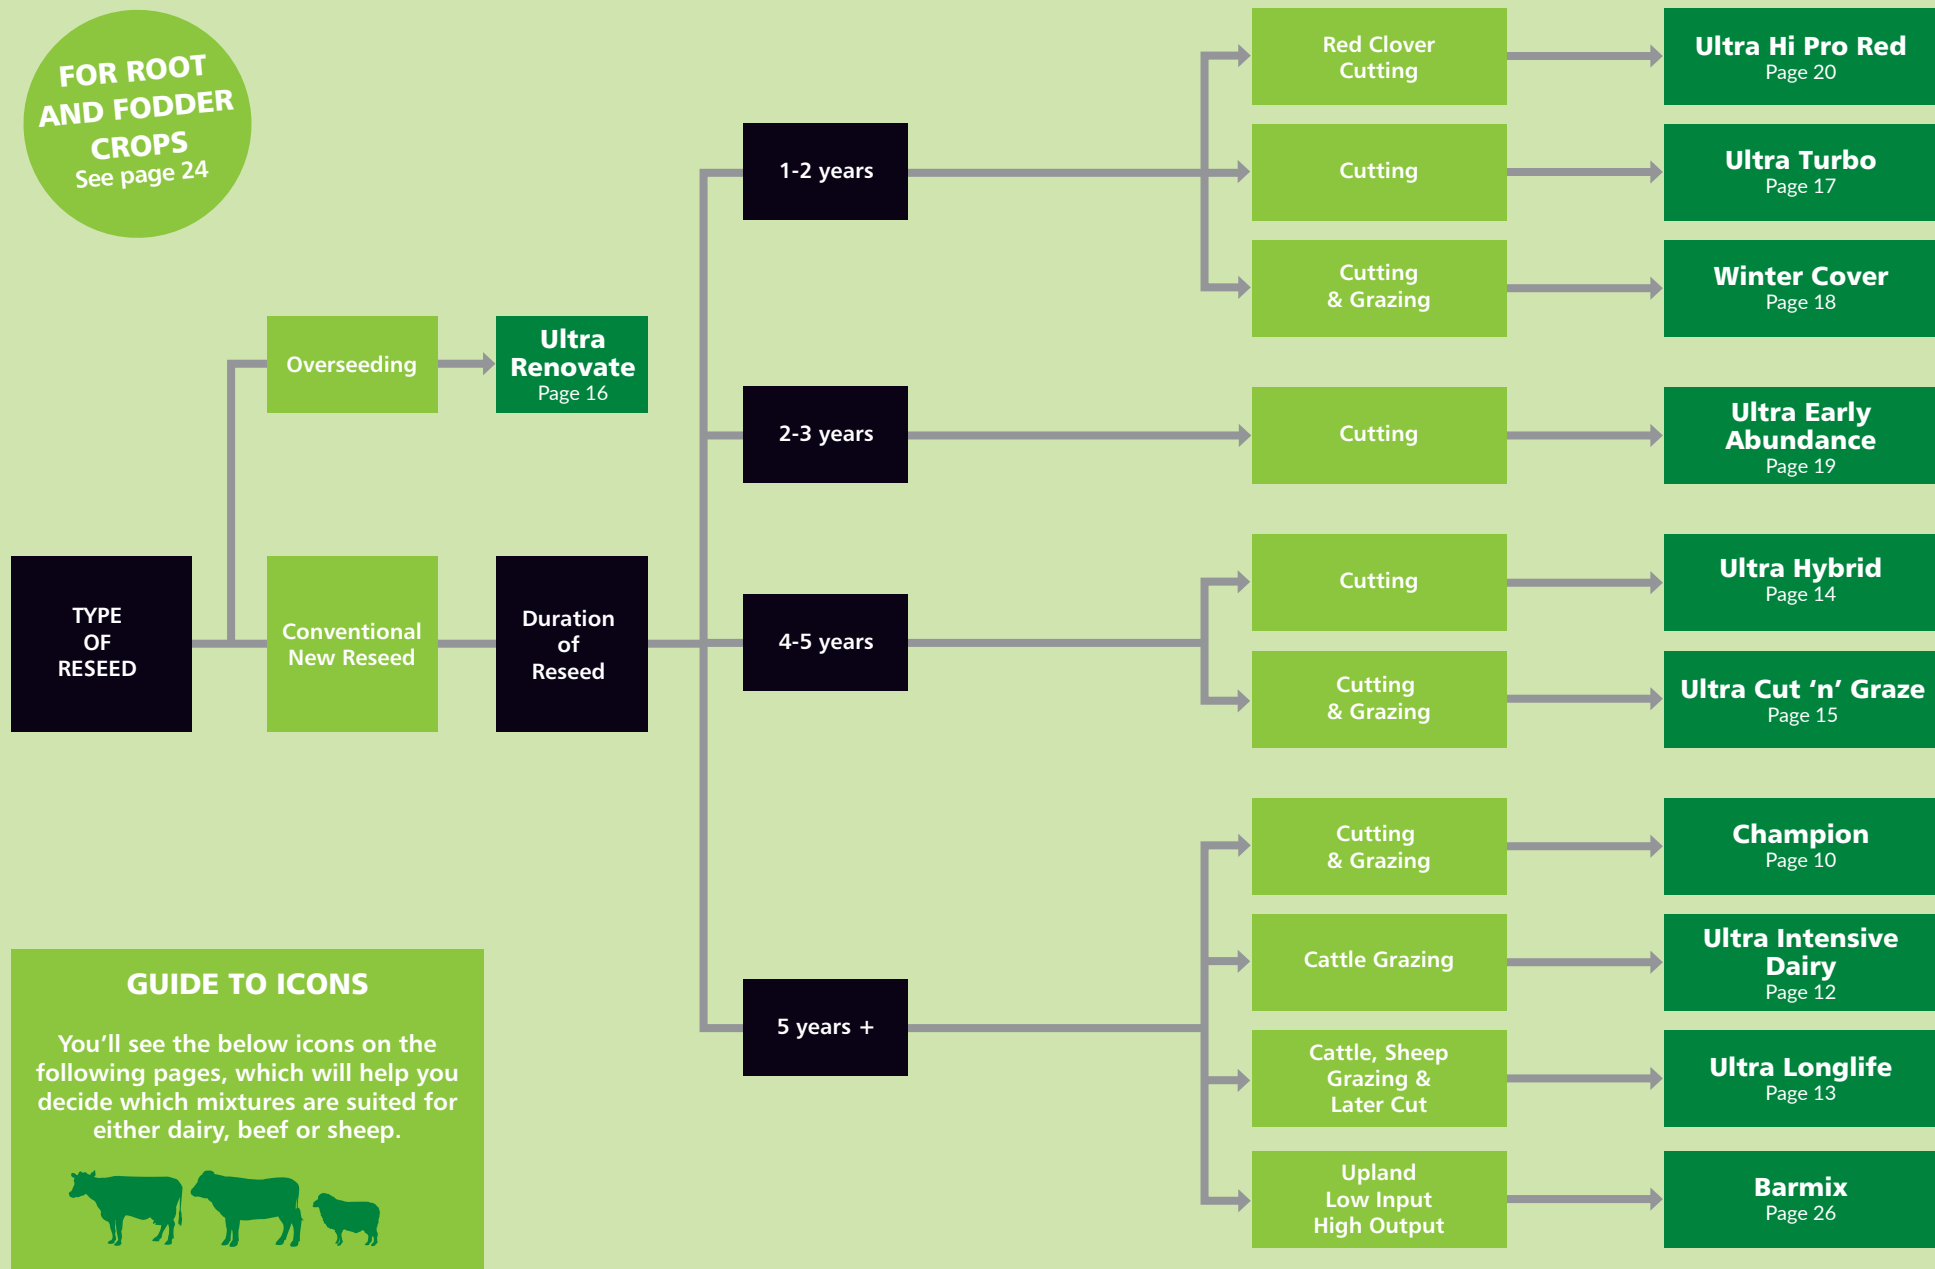 FOR ROOT
AND FODDER
CROPS
See page 24
TYPE
OF
RESEED
Overseeding
Ultra
Renovate
Page 16
Conventional
New Reseed
Duration
of
Reseed
1-2 years
Red Clover
Cutting
Ultra Hi Pro Red
Page 20
Cutting
Ultra Turbo
Page 17
Cutting
& Grazing
Winter Cover
Page 18
2-3 years
Cutting
Ultra Early
Abundance
Page 19
4-5 years
Cutting
Ultra Hybrid
Page 14
Cutting
& Grazing
Ultra Cut ‘n’ Graze
Page 15
5 years +
Cutting
& Grazing
Champion
Page 10
Cattle Grazing
Ultra Intensive
Dairy
Page 12
Cattle, Sheep
Grazing &
Later Cut
Ultra Longlife
Page 13
Upland
Low Input
High Output
Barmix
Page 26
GUIDE TO ICONS
You’ll see the below icons on the
following pages, which will help you
decide which mixtures are suited for
either dairy, beef or sheep.